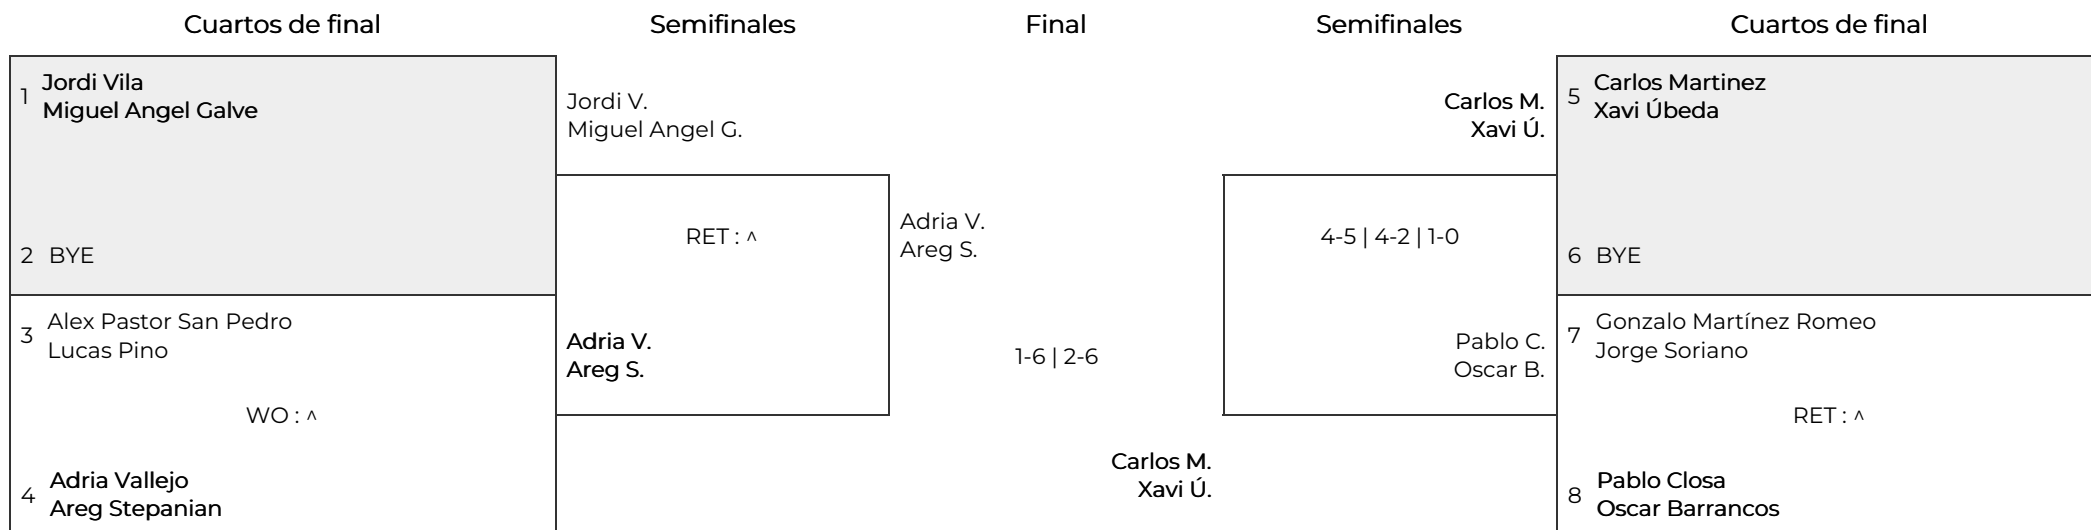 Cuartos de final
Semifinales
Final
Semifinales
Cuartos de final
1
Jordi Vila
Miguel Angel Galve
2 BYE
3
Alex Pastor San Pedro
Lucas Pino
WO : ^
4
Adria Vallejo
Areg Stepanian
Jordi V.
Miguel Angel G.
RET : ^
Adria V.
Areg S.
Adria V.
Areg S.
1-6 | 2-6
Carlos M.
Xavi Ú.
Carlos M.
Xavi Ú.
4-5 | 4-2 | 1-0
Pablo C.
Oscar B.
5
Carlos Martinez
Xavi Úbeda
6 BYE
7
Gonzalo Martínez Romeo
Jorge Soriano
RET : ^
8
Pablo Closa
Oscar Barrancos